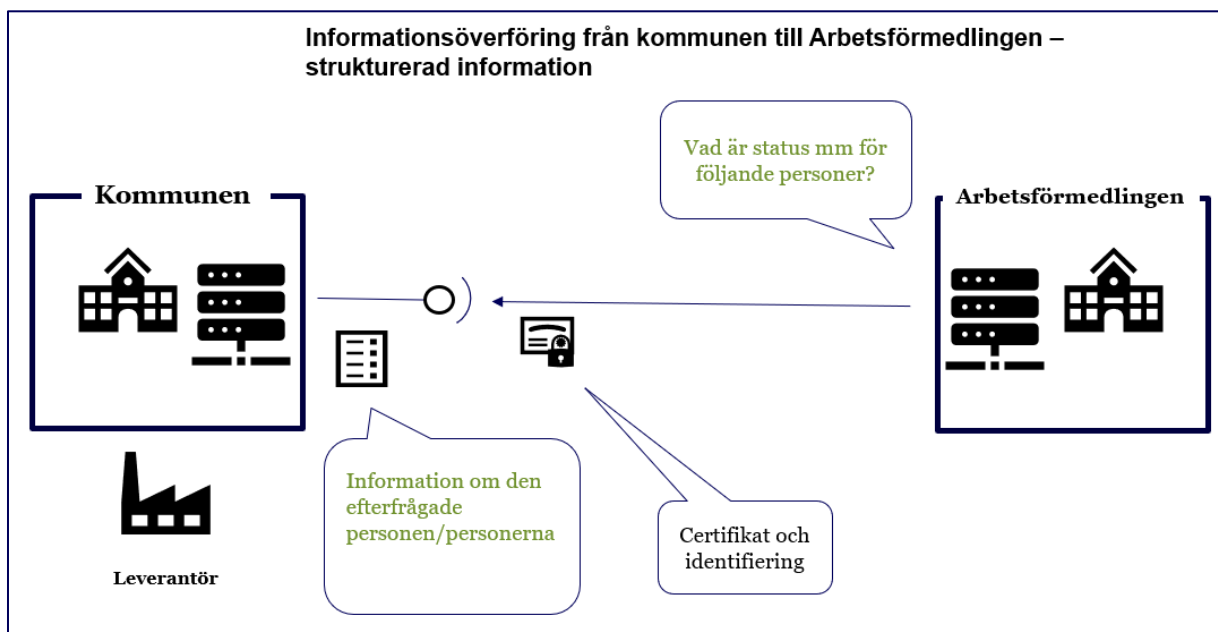 Informationsöverföring från kommunen till Arbetsförmedlingen –
strukturerad information
Vad är status mm för
följande personer?
Kommunen
Arbetsförmedlingen
Information om den
efterfrågade
personen/personerna
Certifikat och
identifiering
Leverantör